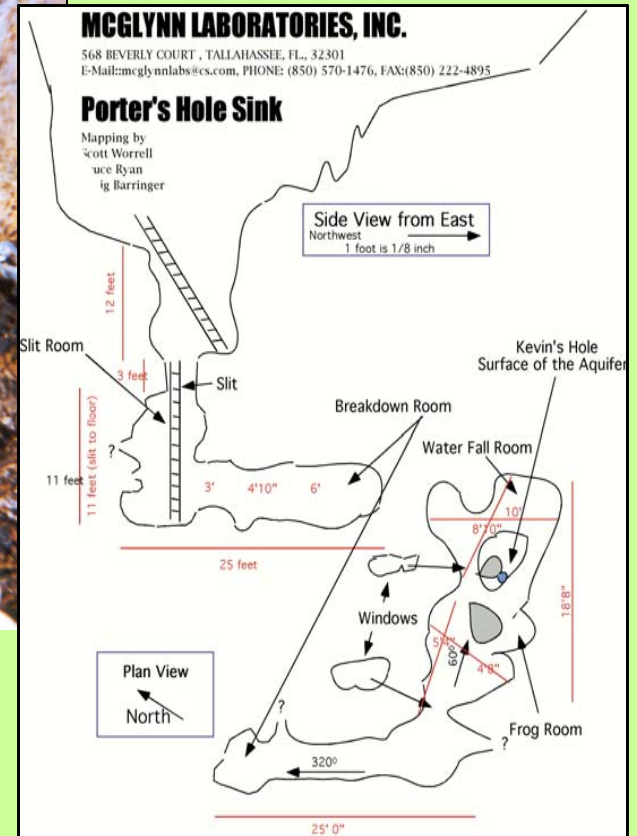 MCGLYNN LABORATORIES, INC.
568 BEVERLY COURT , TALLAHASSEE, FL., 32301
E-Mail::mcglynnlabs@cs.com, PHONE: (850) 570-1476, FAX:(850) 222-4895
Porter's Hole Sink
Mapping by
Worrell
Ryan
Barringer
Side View from East
Northwest
1 foot is 1/8 inch
12 feet
Slit Room
3 feet
Slit
Kevin's Hole
Surface of the Aquifer
Breakdown Room
Water Fall Room
?
11 feet
11 feet (slit to floor)
3'
4'10"
6'
10'
8'10"
25 feet
18'8"
Windows
5'4"
60º
4'8"
Plan View
North
?
Frog Room
?
320º
25' 0"